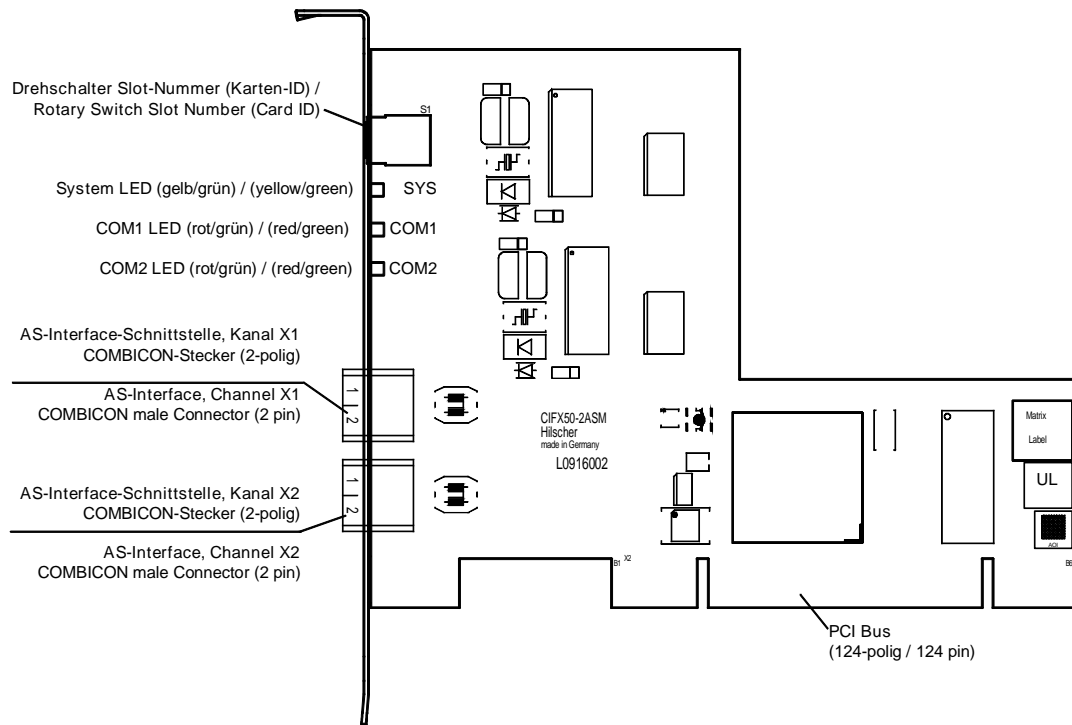 Drehschalter Slot-Nummer (Karten-ID) /
Rotary Switch Slot Number (Card ID)
S1
System LED (gelb/grün) / (yellow/green)
SYS
COM1 LED (rot/grün) / (red/green)
COM1
COM2 LED (rot/grün) / (red/green)
COM2
AS-Interface-Schnittstelle, Kanal X1
COMBICON-Stecker (2-polig)
AS-Interface, Channel X1
COMBICON male Connector (2 pin)
1
2
AS-Interface-Schnittstelle, Kanal X2
COMBICON-Stecker (2-polig)
AS-Interface, Channel X2
COMBICON male Connector (2 pin)
1
2
CIFX50-2ASM
Hilscher
made in Germany
L0916002
Matrix
Label
UL
AOI
B1
X2
PCI Bus
(124-polig / 124 pin)